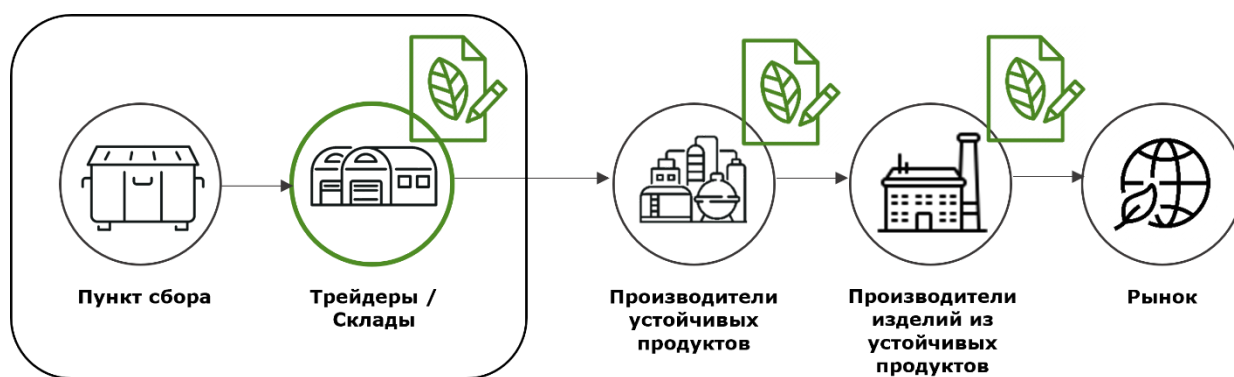 Пункт сбора
Трейдеры /
Склады
Производители
устойчивых
продуктов
Производители
изделий из
устойчивых
продуктов
Рынок